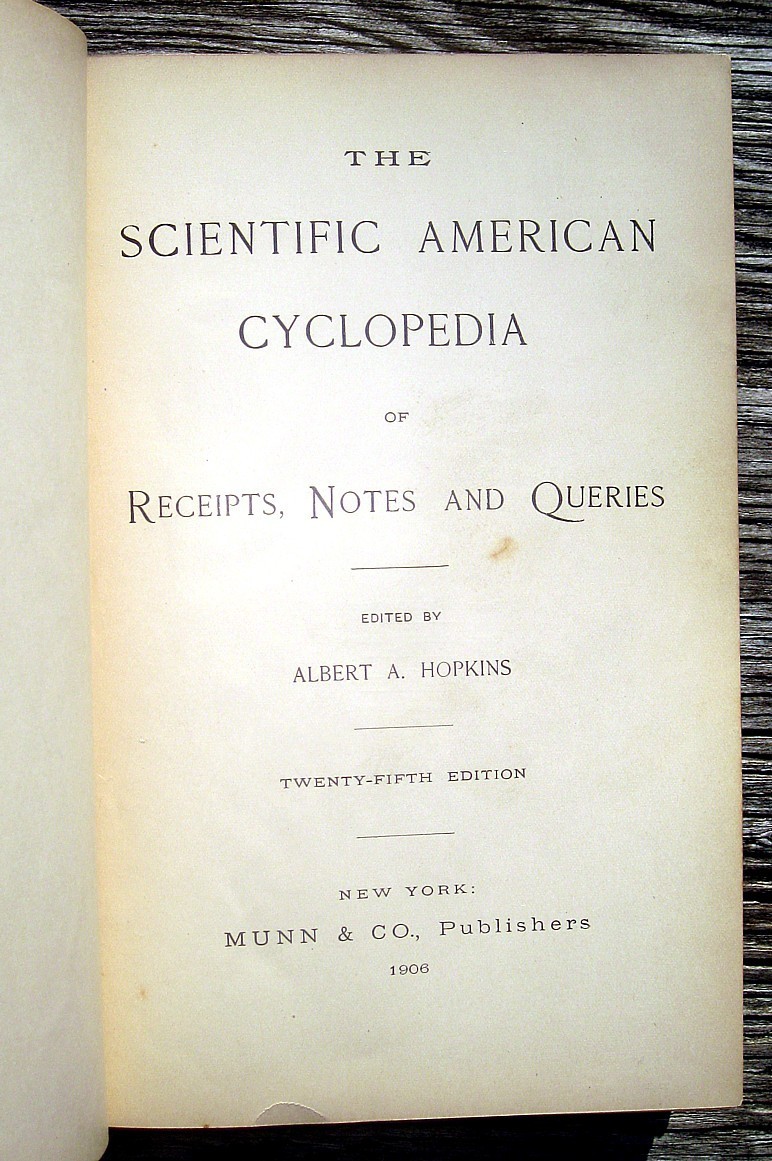 THE
SCIENTIFIC AMERICAN
CYCLOPEDIA
OF
RECEIPTS, NOTES AND QUERIES
EDITED BY
ALBERT A. HOPKINS
TWENTY-FIFTH EDITION
NEW YORK:
MUNN & CO., Publishers
1906